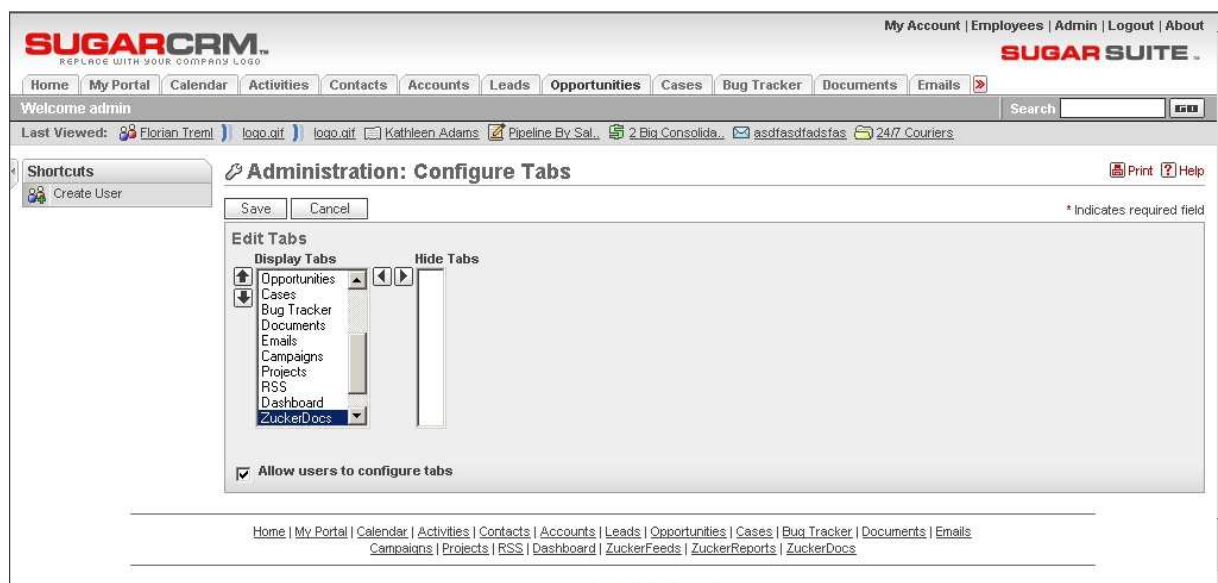 My Account | Employees | Admin | Logout | About
SUGARCRM™
REPLACE WITH YOUR COMPANY LOGO
SUGAR SUITE
Home My Portal Calendar Activities Contacts Accounts Leads Opportunities Cases Bug Tracker Documents Emails
Welcome admin
Search GO
Last Viewed: Florian Treml logo.gif logo.gif Kathleen Adams Pipeline By Sal.. 2 Big Consolida.. asdfasdfadsfas 24/7 Couriers
Shortcuts
Create User
Administration: Configure Tabs
Print ? Help
Save Cancel
* Indicates required field
Edit Tabs
Display Tabs Hide Tabs
Opportunities
Cases
Bug Tracker
Documents
Emails
Campaigns
Projects
RSS
Dashboard
ZuckerDocs
Allow users to configure tabs
Home | My Portal | Calendar | Activities | Contacts | Accounts | Leads | Opportunities | Cases | Bug Tracker | Documents | Emails
Campaigns | Projects | RSS | Dashboard | ZuckerFeeds | ZuckerReports | ZuckerDocs